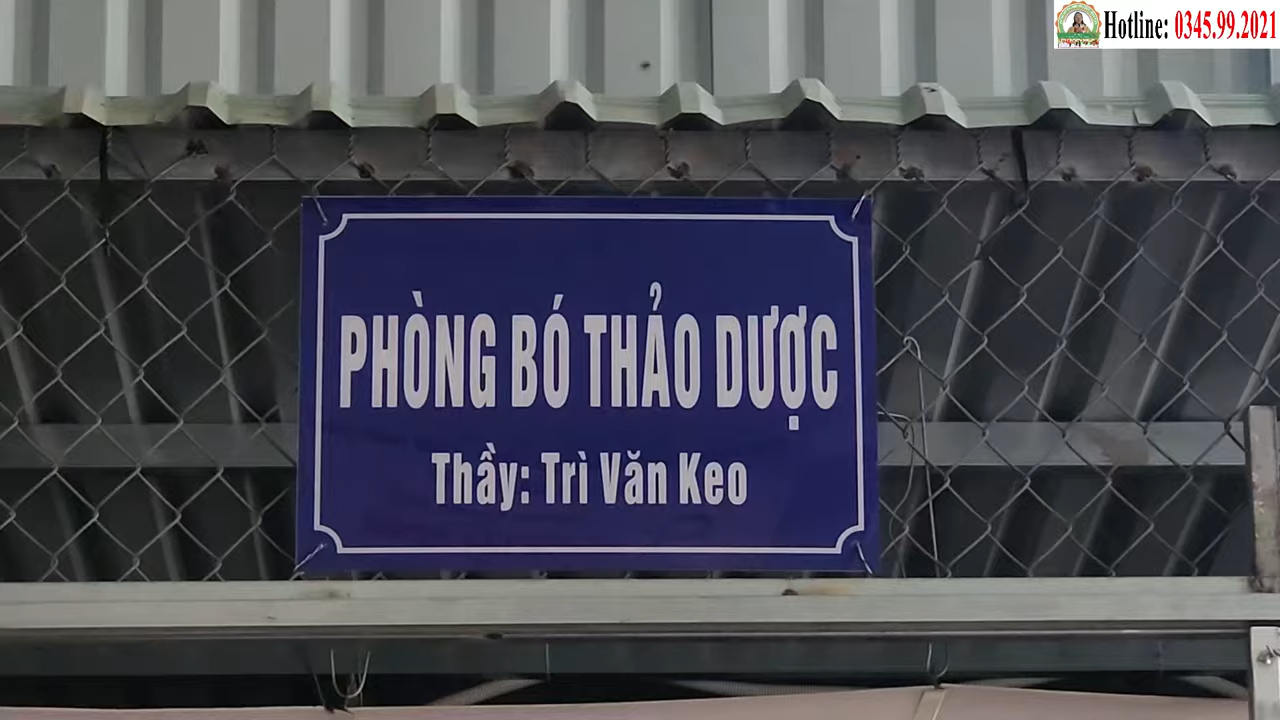 Hotline: 0345.99.2021
PHÒNG BÓ THẢO DƯỢC
Thầy: Trì Văn Keo